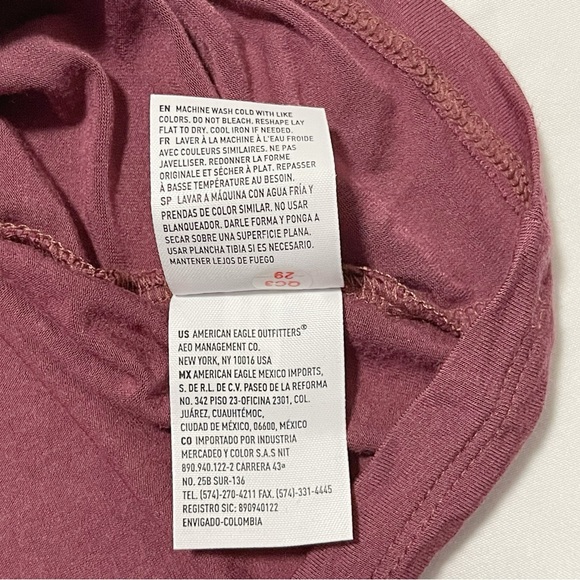 EN MACHINE WASH COLD WITH LIKE
COLORS. DO NOT BLEACH. RESHAPE LAY
FLAT TO DRY. COOL IRON IF NEEDED.
FR LAVER À LA MACHINE À L'EAU FROIDE
AVEC COULEURS SIMILAIRES. NE PAS
JAVELLISER. REDONNER LA FORME
ORIGINALE ET SÉCHER À PLAT. REPASSER
À BASSE TEMPÉRATURE AU BESOIN.
SP LAVAR A MÁQUINA CON AGUA FRÍA Y
PRENDAS DE COLOR SIMILAR, NO USAR
BLANQUEADOR. DARLE FORMA Y PONGA A
SECAR SOBRE UNA SUPERFICIE PLANA.
USAR PLANCHA TIBIA SI ES NECESARIO.
MANTENER LEJOS DE FUEGO
QC3
29
US AMERICAN EAGLE OUTFITTERS®
AEO MANAGEMENT CO.
NEW YORK, NY 10016 USA
MX AMERICAN EAGLE MEXICO IMPORTS,
S. DE R.L. DE C.V. PASEO DE LA REFORMA
NO. 342 PISO 23-OFICINA 2301, COL.
JUÁREZ, CUAUHTÉMOC,
CIUDAD DE MÉXICO, 06600, MÉXICO
CO IMPORTADO POR INDUSTRIA
MERCADEO Y COLOR S.A.S NIT
890.940.122-2 CARRERA 43ª
NO. 25B SUR-136
TEL. (574)-270-4211 FAX. (574)-331-4445
REGISTRO SIC: 890940122
ENVIGADO-COLOMBIA